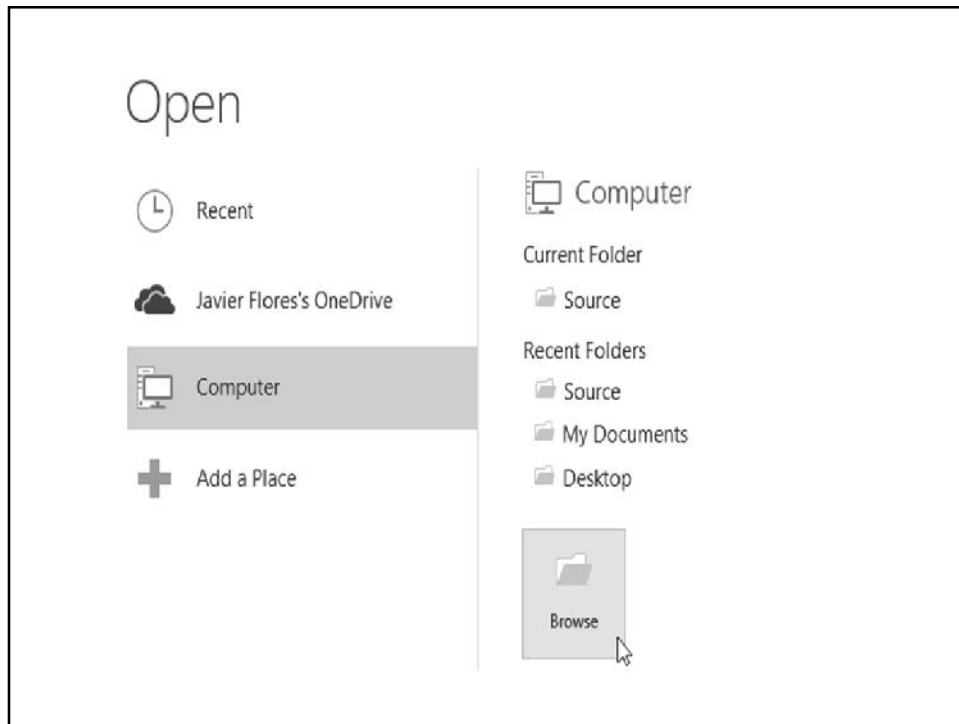 Open
Recent
Javier Flores's OneDrive
Computer
Add a Place
Computer
Current Folder
Source
Recent Folders
Source
My Documents
Desktop
Browse